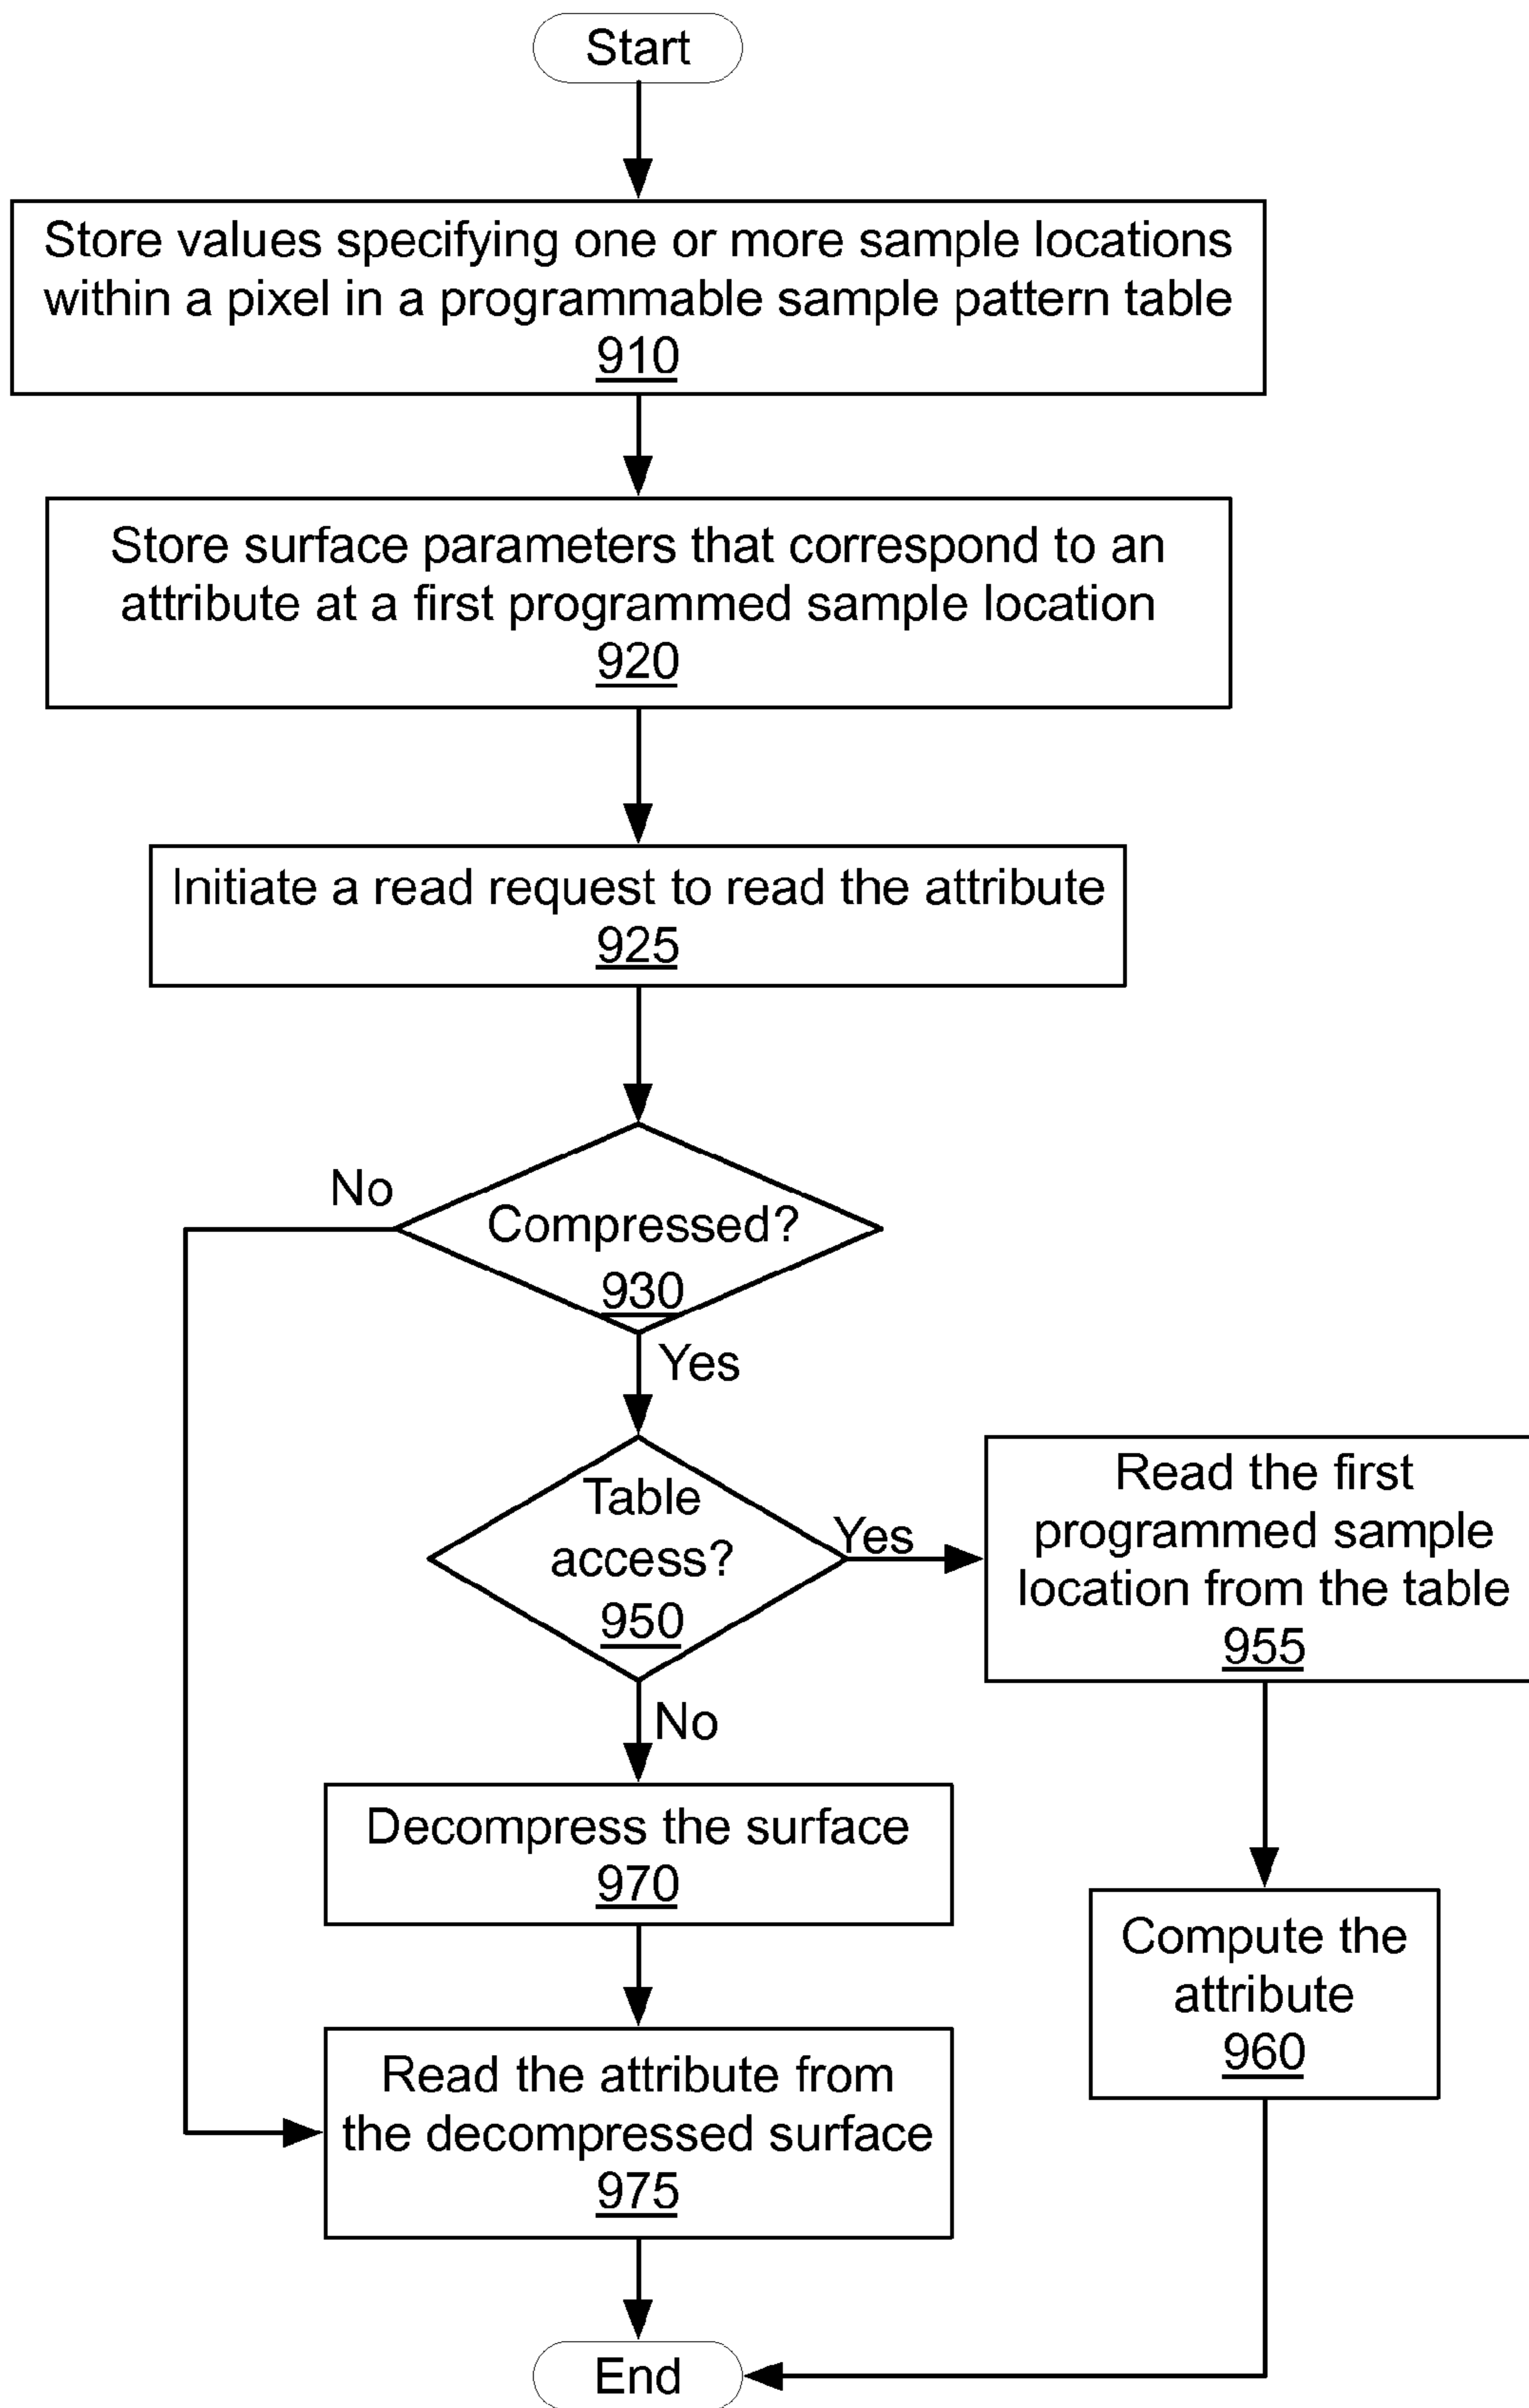 Start
Store values specifying one or more sample locations
within a pixel in a programmable sample pattern table
910
Store surface parameters that correspond to an
attribute at a first programmed sample location
920
Initiate a read request to read the attribute
925
No
Compressed?
930
Yes
Table
access?
950
Yes
Read the first
programmed sample
location from the table
955
No
Decompress the surface
970
Compute the
attribute
960
Read the attribute from
the decompressed surface
975
End